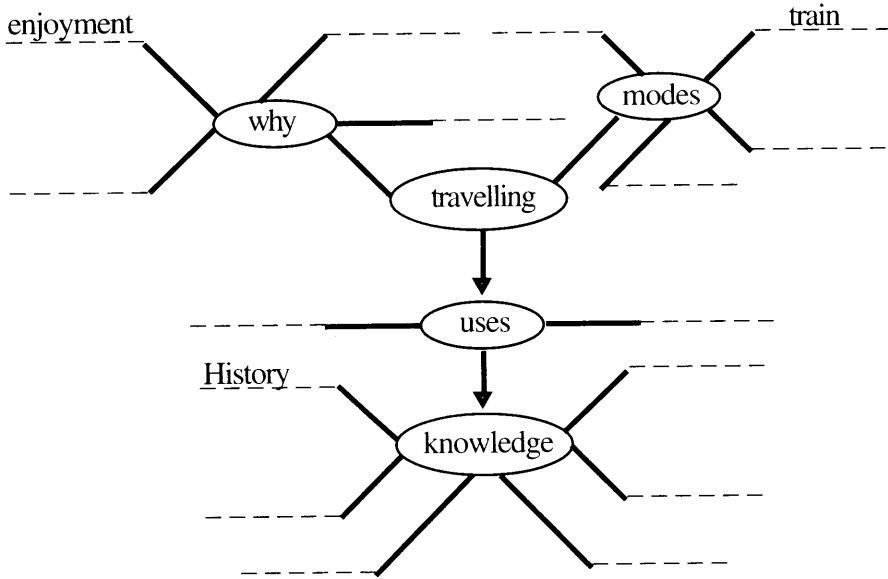 enjoyment
train
why
modes
travelling
uses
History
knowledge